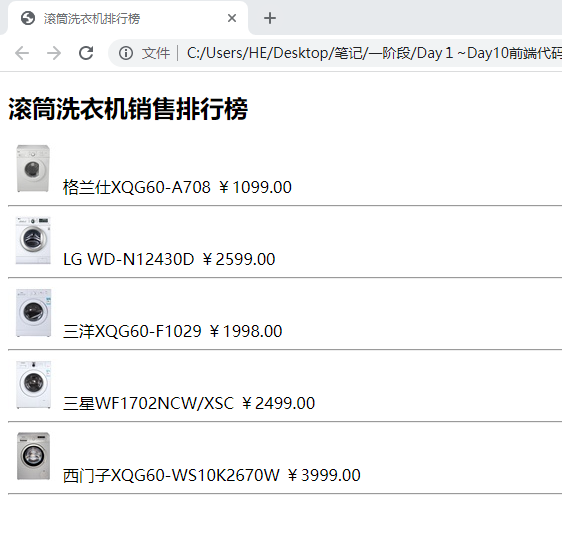 滚筒洗衣机排行榜
文件 C:/Users/HE/Desktop/笔记/一阶段/Day１~Day10前端代码
滚筒洗衣机销售排行榜
格兰仕XQG60-A708 ￥1099.00
LG WD-N12430D ￥2599.00
三洋XQG60-F1029 ￥1998.00
三星WF1702NCW/XSC ￥2499.00
西门子XQG60-WS10K2670W ￥3999.00